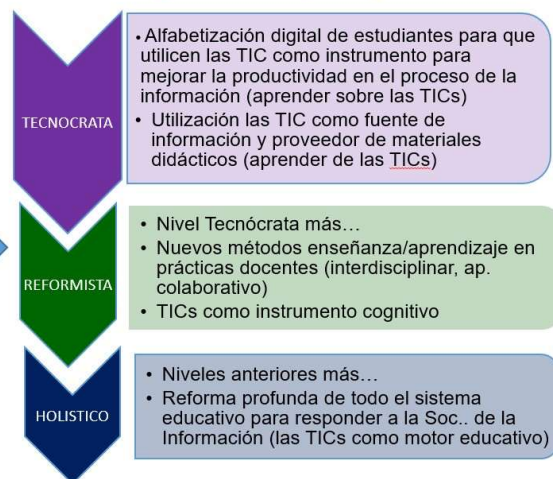 TECNOCRATA
• Alfabetización digital de estudiantes para que
utilicen las TIC como instrumento para
mejorar la productividad en el proceso de la
información (aprender sobre las TICs)
• Utilización las TIC como fuente de
información y proveedor de materiales
didácticos (aprender de las TICs)
REFORMISTA
• Nivel Tecnócrata más…
• Nuevos métodos enseñanza/aprendizaje en
prácticas docentes (interdisciplinar, ap.
colaborativo)
• TICs como instrumento cognitivo
HOLISTICO
• Niveles anteriores más…
• Reforma profunda de todo el sistema
educativo para responder a la Soc.. de la
Información (las TICs como motor educativo)